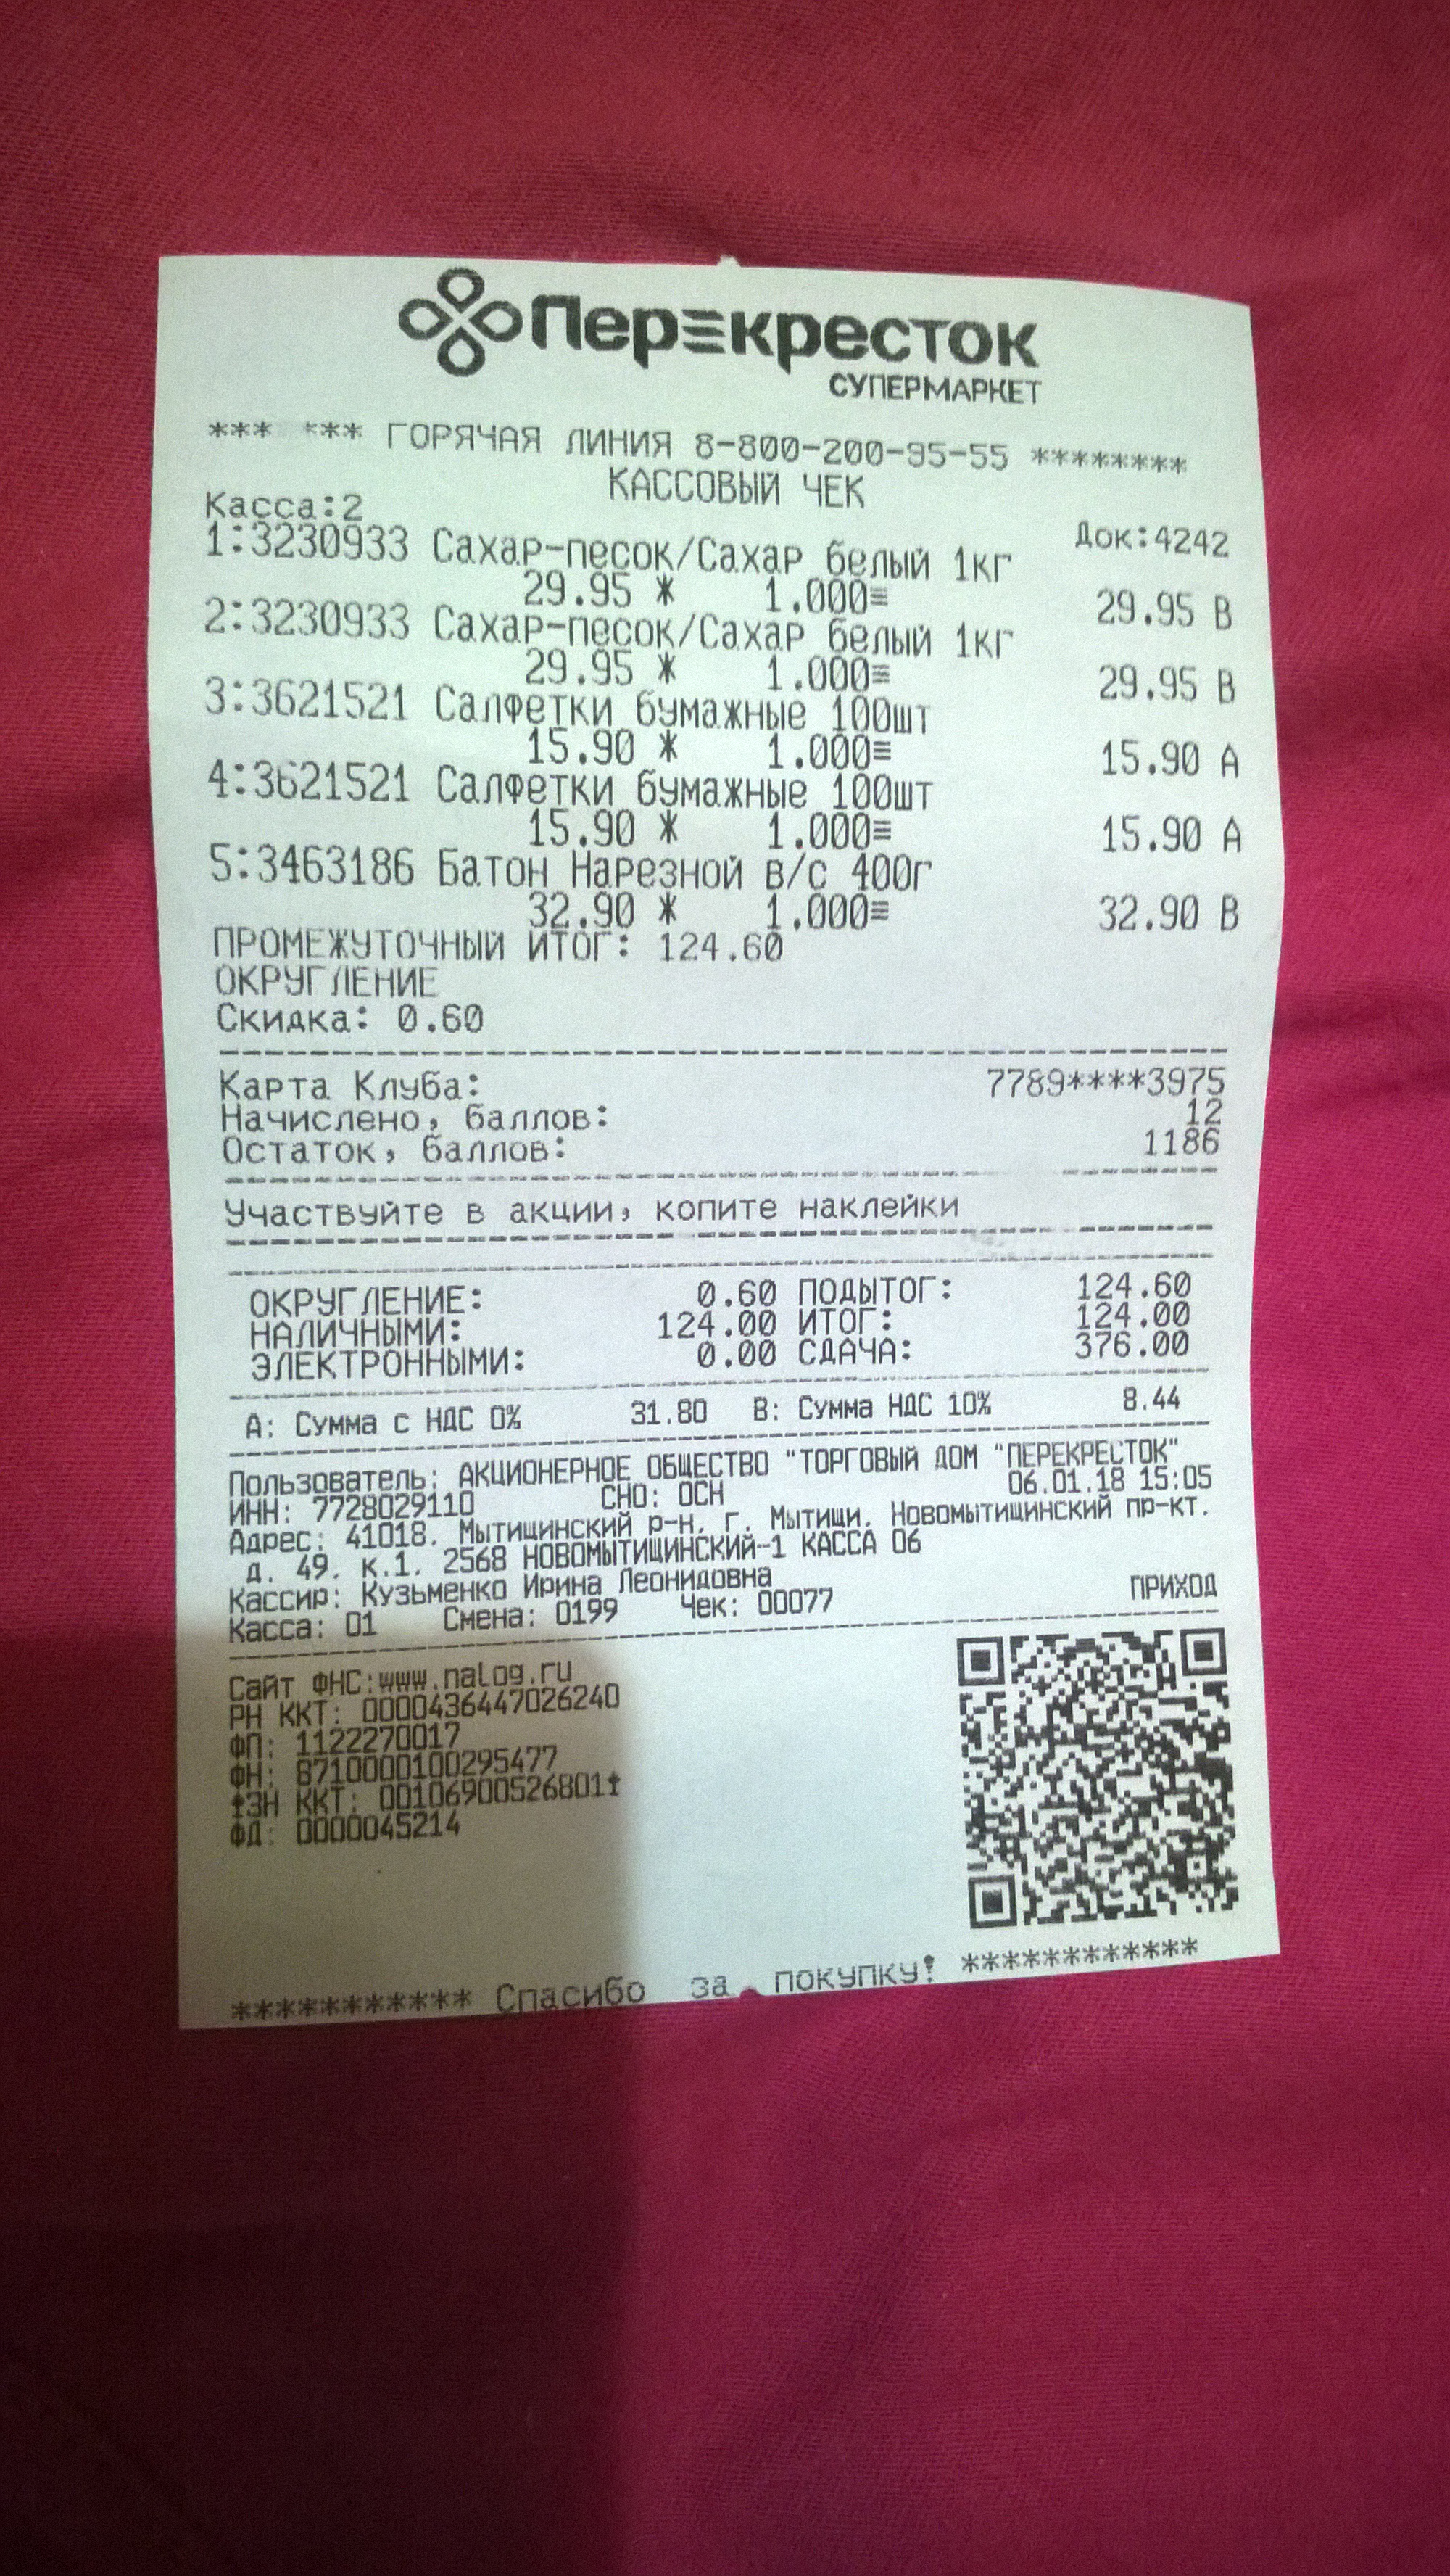 Перекресток
СУПЕРМАРКЕТ
*** *** ГОРЯЧАЯ ЛИНИЯ 8-800-200-95-55 ********
КАССОВЫЙ ЧЕК
Касса:2 Док:4242
1:3230933 Сахар-песок/Сахар белый 1кг
29.95 * 1.000≡ 29.95 В
2:3230933 Сахар-песок/Сахар белый 1кг
29.95 * 1.000≡ 29.95 В
3:3621521 Салфетки бумажные 100шт
15.90 * 1.000≡ 15.90 А
4:3621521 Салфетки бумажные 100шт
15.90 * 1.000≡ 15.90 А
5:3463186 Батон Нарезной в/с 400г
32.90 * 1.000≡ 32.90 В
ПРОМЕЖУТОЧНЫЙ ИТОГ: 124.60
ОКРУГЛЕНИЕ
Скидка: 0.60
Карта Клуба: 7789****3975
Начислено, баллов: 12
Остаток, баллов: 1186
Участвуйте в акции, копите наклейки
ОКРУГЛЕНИЕ: 0.60 ПОДЫТОГ: 124.60
НАЛИЧНЫМИ: 124.00 ИТОГ: 124.00
ЭЛЕКТРОННЫМИ: 0.00 СДАЧА: 376.00
А: Сумма с НДС 0% 31.80 В: Сумма НДС 10% 8.44
Пользователь: АКЦИОНЕРНОЕ ОБЩЕСТВО "ТОРГОВЫЙ ДОМ "ПЕРЕКРЕСТОК"
ИНН: 7728029110 СНО: ОСН 06.01.18 15:05
Адрес: 41018. Мытищинский р-н. г. Мытищи. Новомытищинский пр-кт.
д. 49. к.1. 2568 НОВОМЫТИЩИНСКИЙ-1 КАССА 06
Кассир: Кузьменко Ирина Леонидовна
Касса: 01 Смена: 0199 Чек: 00077 ПРИХОД
Сайт ФНС:www.nalog.ru
РН ККТ: 0000436447026240
ФП: 1122270017
ФН: 8710000100295477
ЗН ККТ: 00106900526801
ФД: 0000045214
*********** Спасибо за покупку! ************